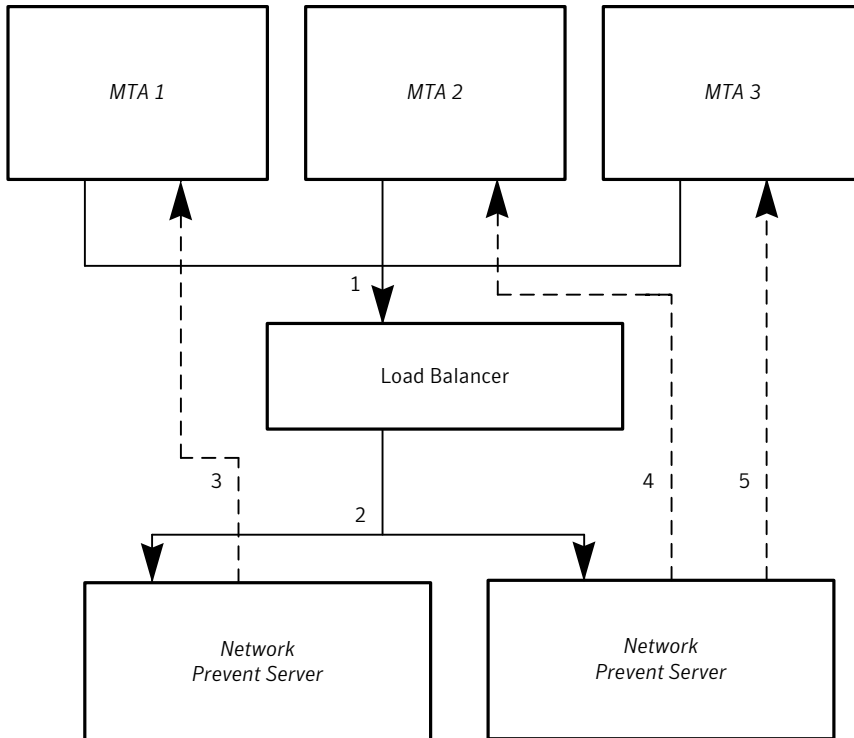 MTA 1
MTA 2
MTA 3
1
Load Balancer
3
4
5
2
Network
Prevent Server
Network
Prevent Server